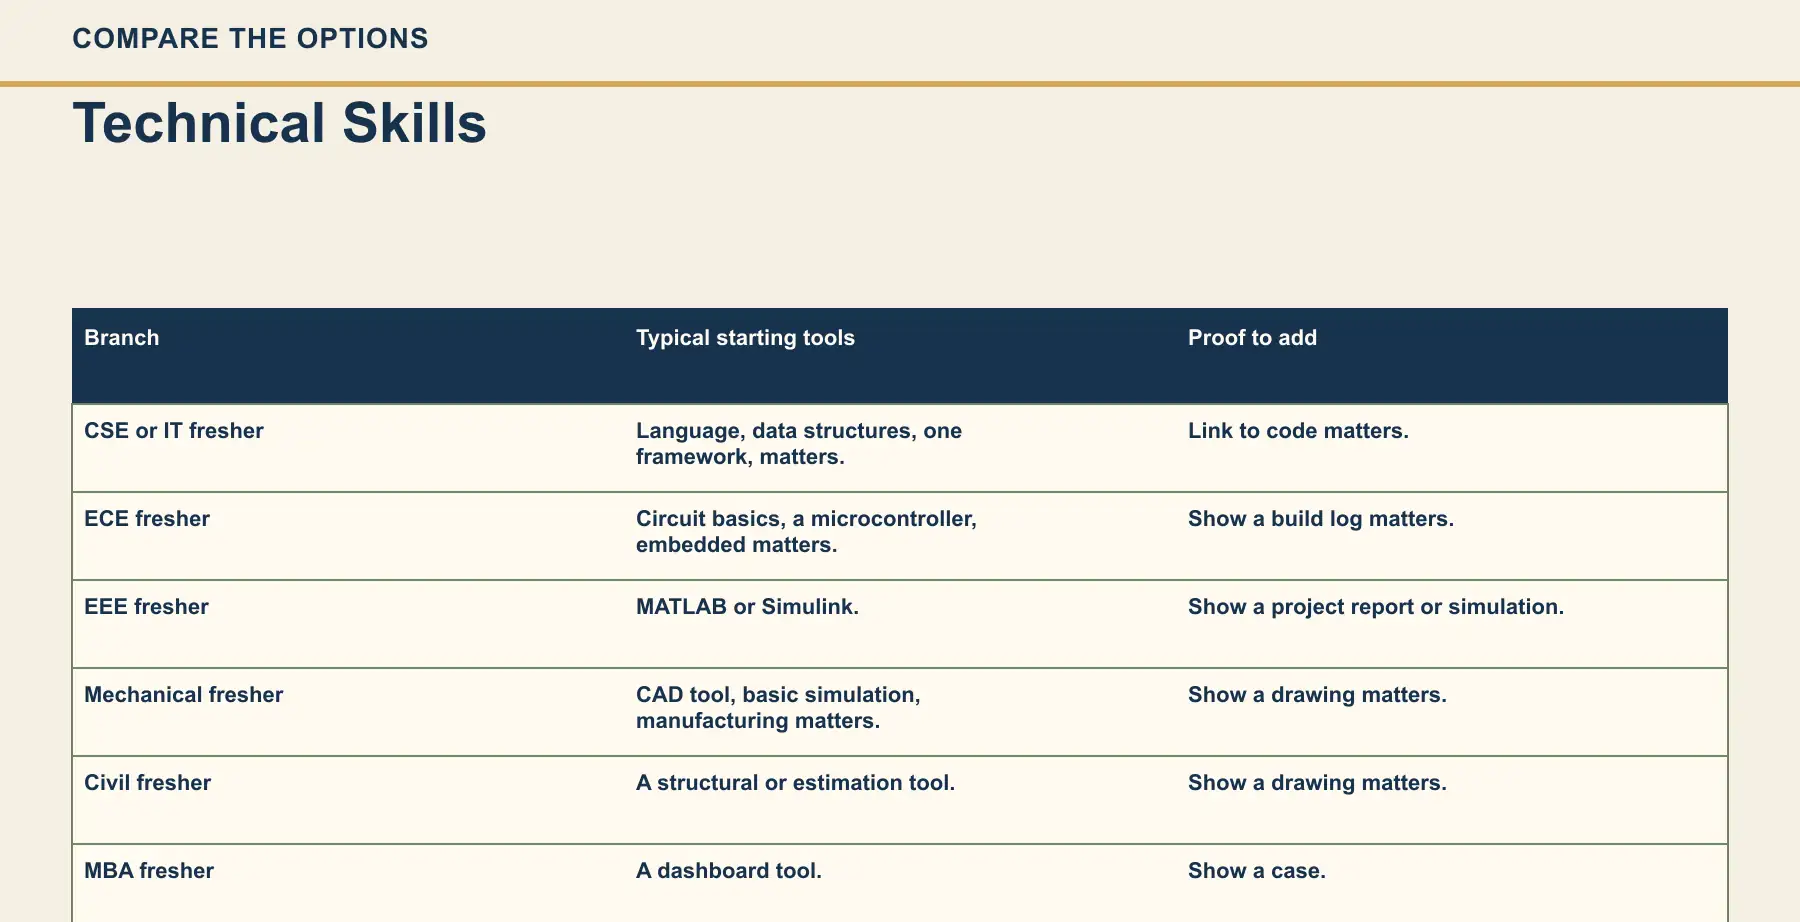 COMPARE THE OPTIONS
Technical Skills
Branch Typical starting tools Proof to add
CSE or IT fresher Language, data structures, one Link to code matters.
framework, matters.
ECE fresher Circuit basics, a microcontroller, Show a build log matters.
embedded matters.
EEE fresher MATLAB or Simulink. Show a project report or simulation.
Mechanical fresher CAD tool, basic simulation, Show a drawing matters.
manufacturing matters.
Civil fresher A structural or estimation tool. Show a drawing matters.
MBA fresher A dashboard tool. Show a case.